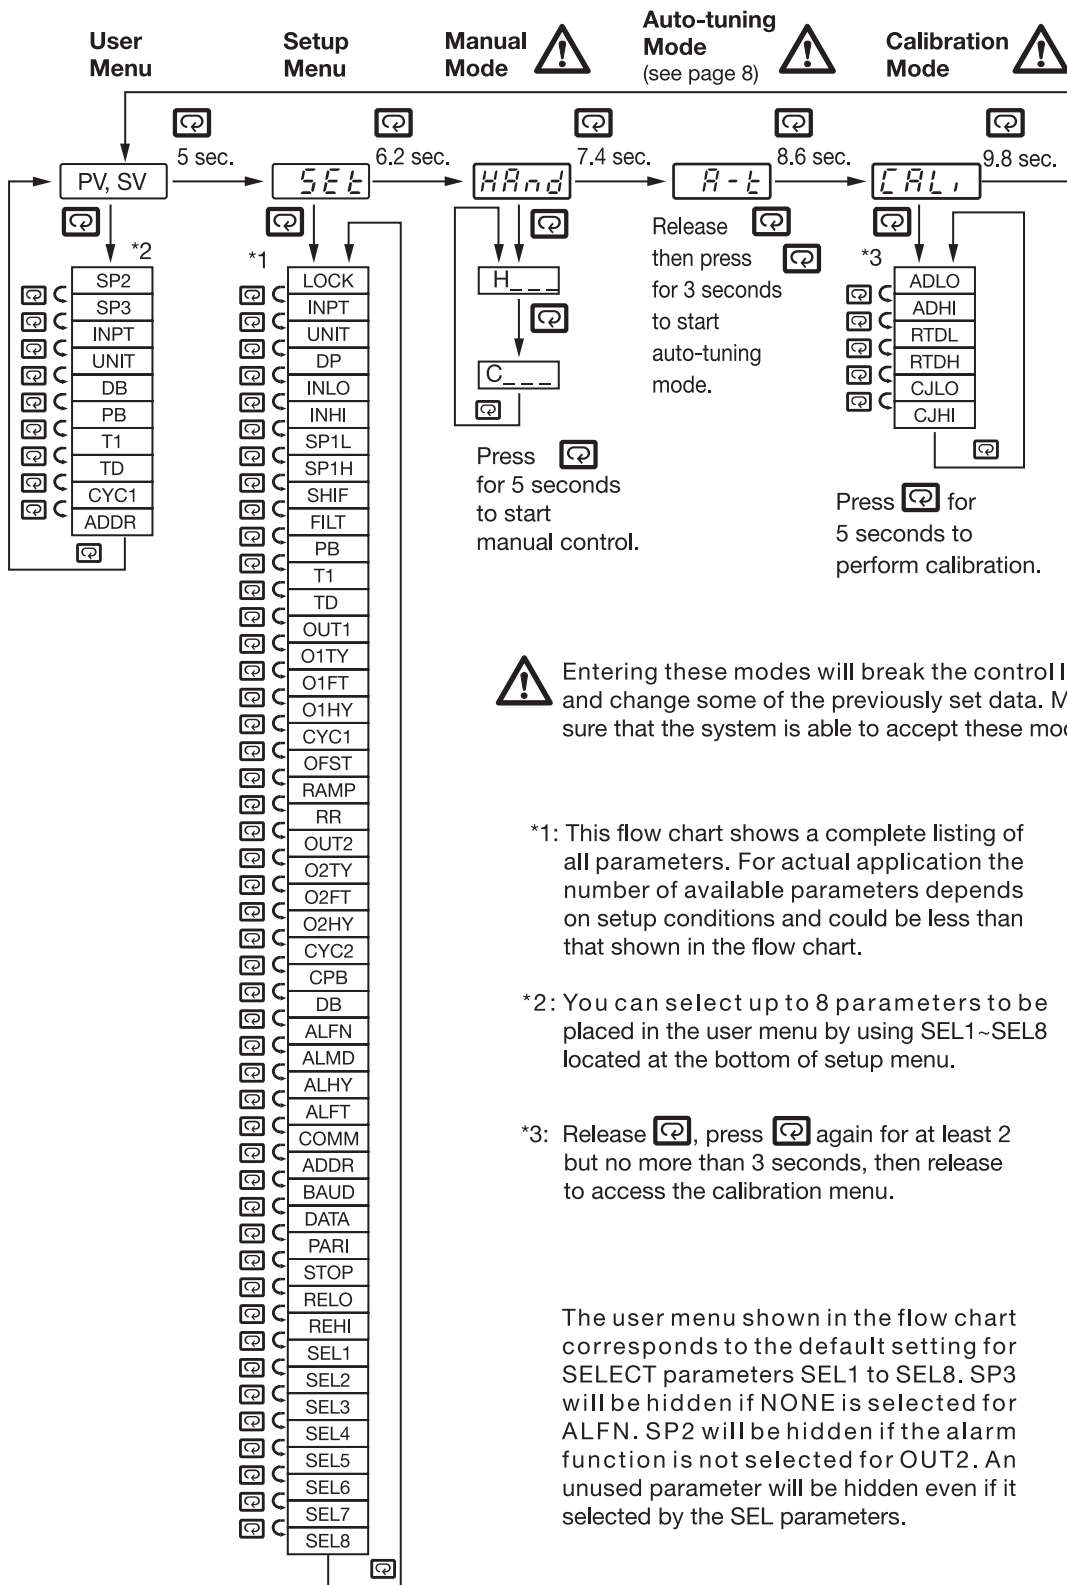 User
Menu
Setup
Menu
Manual
Mode
Auto-tuning
Mode
(see page 8)
Calibration
Mode
5 sec.
6.2 sec.
7.4 sec.
8.6 sec.
9.8 sec.
PV, SV
SEt
HAnd
A-t
CALi
*2
SP2
SP3
INPT
UNIT
DB
PB
T1
TD
CYC1
ADDR
*1
LOCK
INPT
UNIT
DP
INLO
INHI
SP1L
SP1H
SHIF
FILT
PB
T1
TD
OUT1
O1TY
O1FT
O1HY
CYC1
OFST
RAMP
RR
OUT2
O2TY
O2FT
O2HY
CYC2
CPB
DB
ALFN
ALMD
ALHY
ALFT
COMM
ADDR
BAUD
DATA
PARI
STOP
RELO
REHI
SEL1
SEL2
SEL3
SEL4
SEL5
SEL6
SEL7
SEL8
H_ _ _
C_ _ _
Press
for 5 seconds
to start
manual control.
Release
then press
for 3 seconds
to start
auto-tuning
mode.
*3
ADLO
ADHI
RTDL
RTDH
CJLO
CJHI
Press for
5 seconds to
perform calibration.
Entering these modes will break the control
and change some of the previously set data.
sure that the system is able to accept these
*1: This flow chart shows a complete listing of
all parameters. For actual application the
number of available parameters depends
on setup conditions and could be less than
that shown in the flow chart.
*2: You can select up to 8 parameters to be
placed in the user menu by using SEL1~SEL8
located at the bottom of setup menu.
*3: Release , press again for at least 2
but no more than 3 seconds, then release
to access the calibration menu.
The user menu shown in the flow chart
corresponds to the default setting for
SELECT parameters SEL1 to SEL8. SP3
will be hidden if NONE is selected for
ALFN. SP2 will be hidden if the alarm
function is not selected for OUT2. An
unused parameter will be hidden even if it
selected by the SEL parameters.